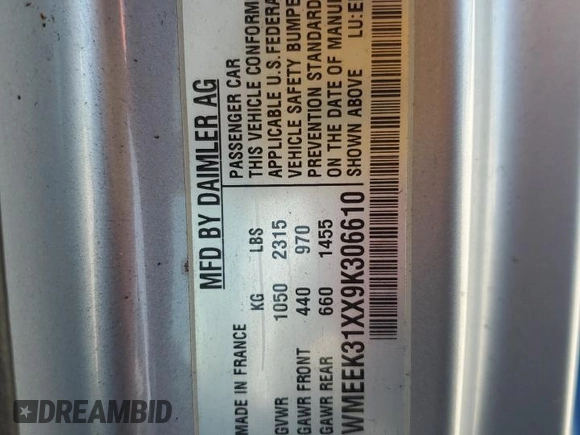 MFD BY DAIMLER AG
MADE IN FRANCE
PASSENGER CAR
KG LBS
THIS VEHICLE CONFORM
GVWR 1050 2315
APPLICABLE U.S. FEDERA
GAWR FRONT 440 970
VEHICLE SAFETY BUMPE
GAWR REAR 660 1455
PREVENTION STANDARD
ON THE DATE OF MANU
WMEEK31XX9K306610
SHOWN ABOVE LU: E
DREAMBID